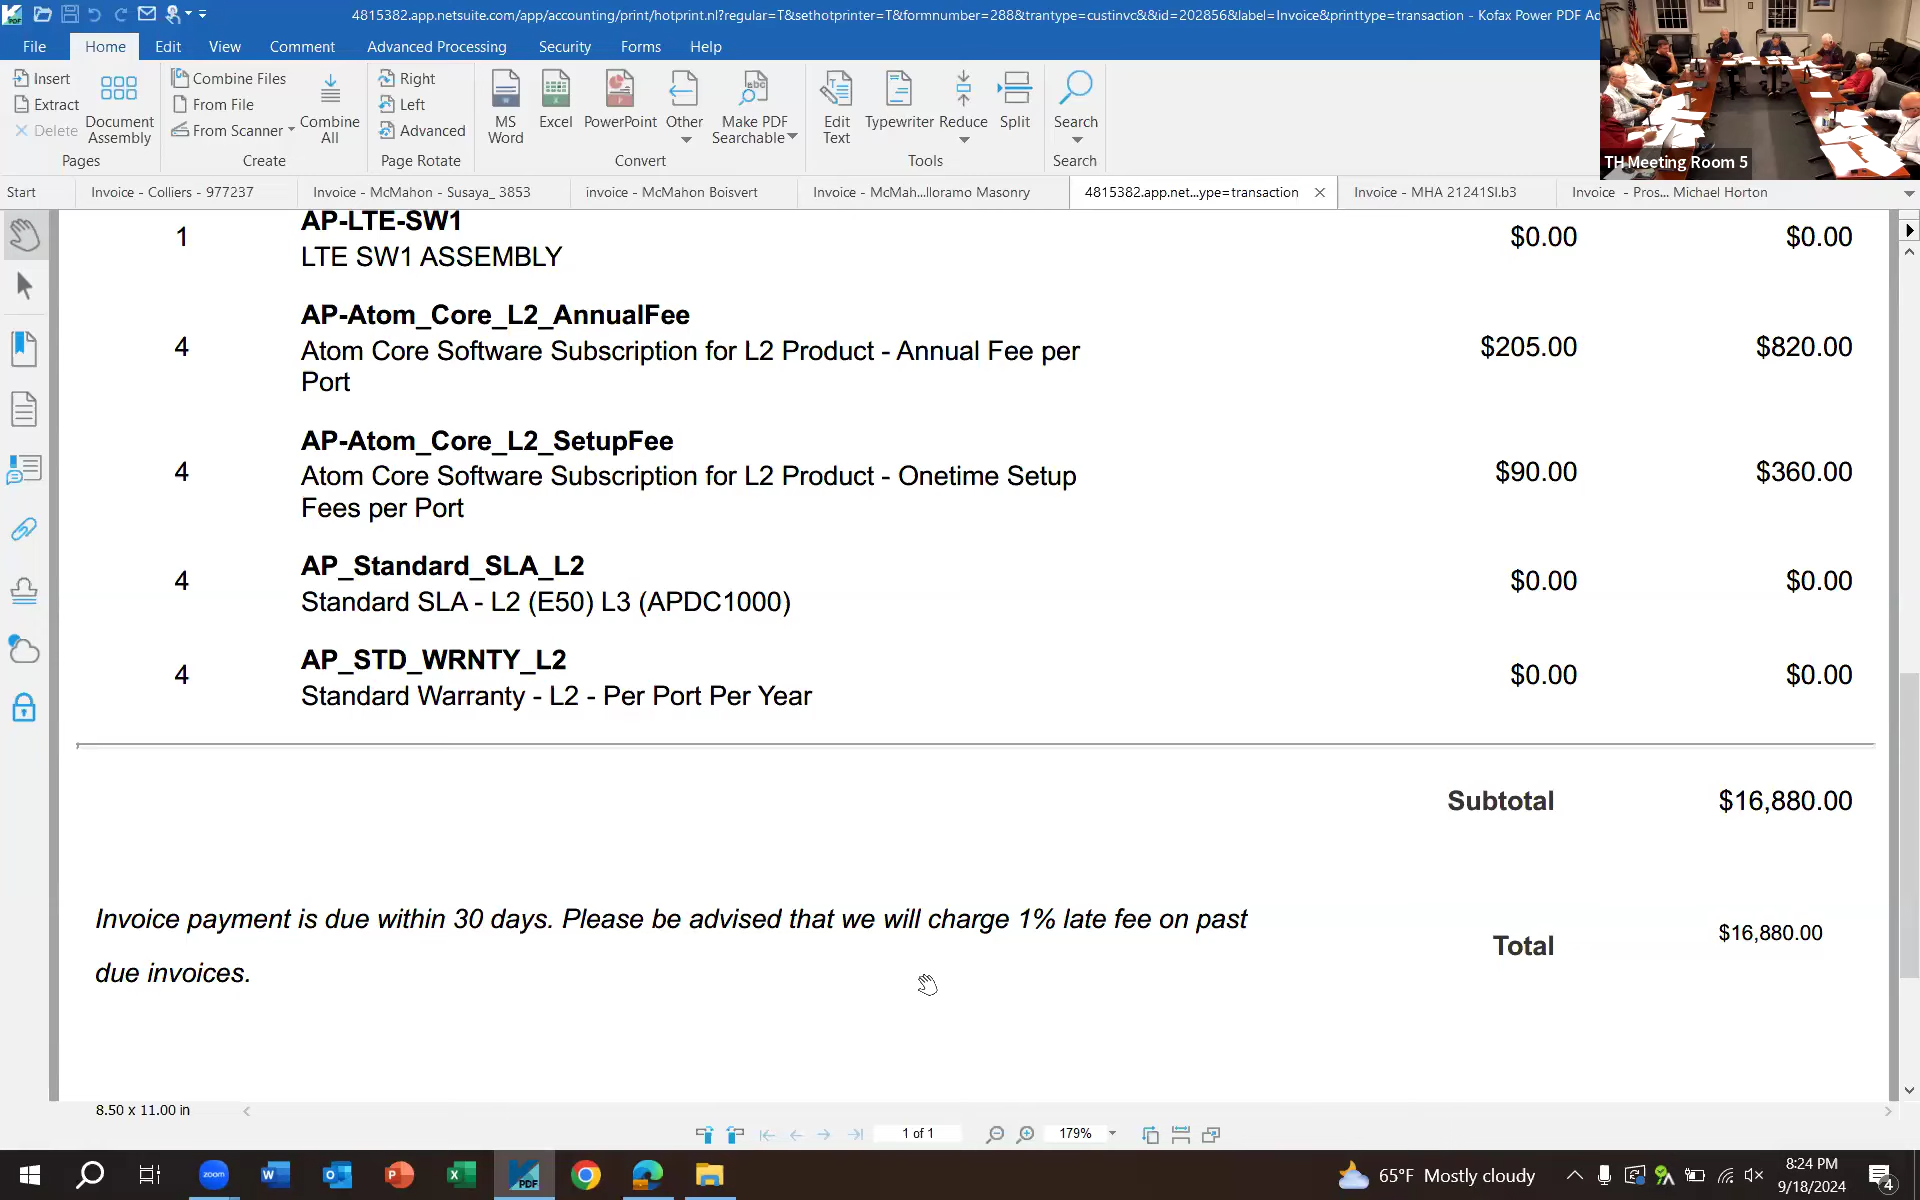 4815382.app.netsuite.com/app/accounting/print/hotprint.nl?regular=T&sethotprinter=T&formnumber=288&trantype=custinvc&&id=202856&label=Invoice&printtype=transaction - Kofax Power PDF Ad
File Home Edit View Comment Advanced Processing Security Forms Help
Insert
Extract
Delete
Document Assembly
Pages
Combine Files
From File
From Scanner
Combine All
Create
Right
Left
Advanced
Page Rotate
MS Word
Excel
PowerPoint
Other
Make PDF Searchable
Convert
Edit Text
Typewriter
Reduce
Split
Tools
Search
Search
TH Meeting Room 5
Start
Invoice - Colliers - 977237
Invoice - McMahon - Susaya_ 3853
invoice - McMahon Boisvert
Invoice - McMah...lloramo Masonry
4815382.app.net...ype=transaction
Invoice - MHA 21241SI.b3
Invoice - Pros... Michael Horton
AP-LTE-SW1
1 LTE SW1 ASSEMBLY $0.00 $0.00
AP-Atom_Core_L2_AnnualFee
4 Atom Core Software Subscription for L2 Product - Annual Fee per $205.00 $820.00
Port
AP-Atom_Core_L2_SetupFee
4 Atom Core Software Subscription for L2 Product - Onetime Setup $90.00 $360.00
Fees per Port
AP_Standard_SLA_L2
4 Standard SLA - L2 (E50) L3 (APDC1000) $0.00 $0.00
AP_STD_WRNTY_L2
4 Standard Warranty - L2 - Per Port Per Year $0.00 $0.00
Subtotal $16,880.00
Invoice payment is due within 30 days. Please be advised that we will charge 1% late fee on past
due invoices.
Total $16,880.00
8.50 x 11.00 in
1 of 1
179%
zoom
PDF
65°F Mostly cloudy
8:24 PM
9/18/2024
4